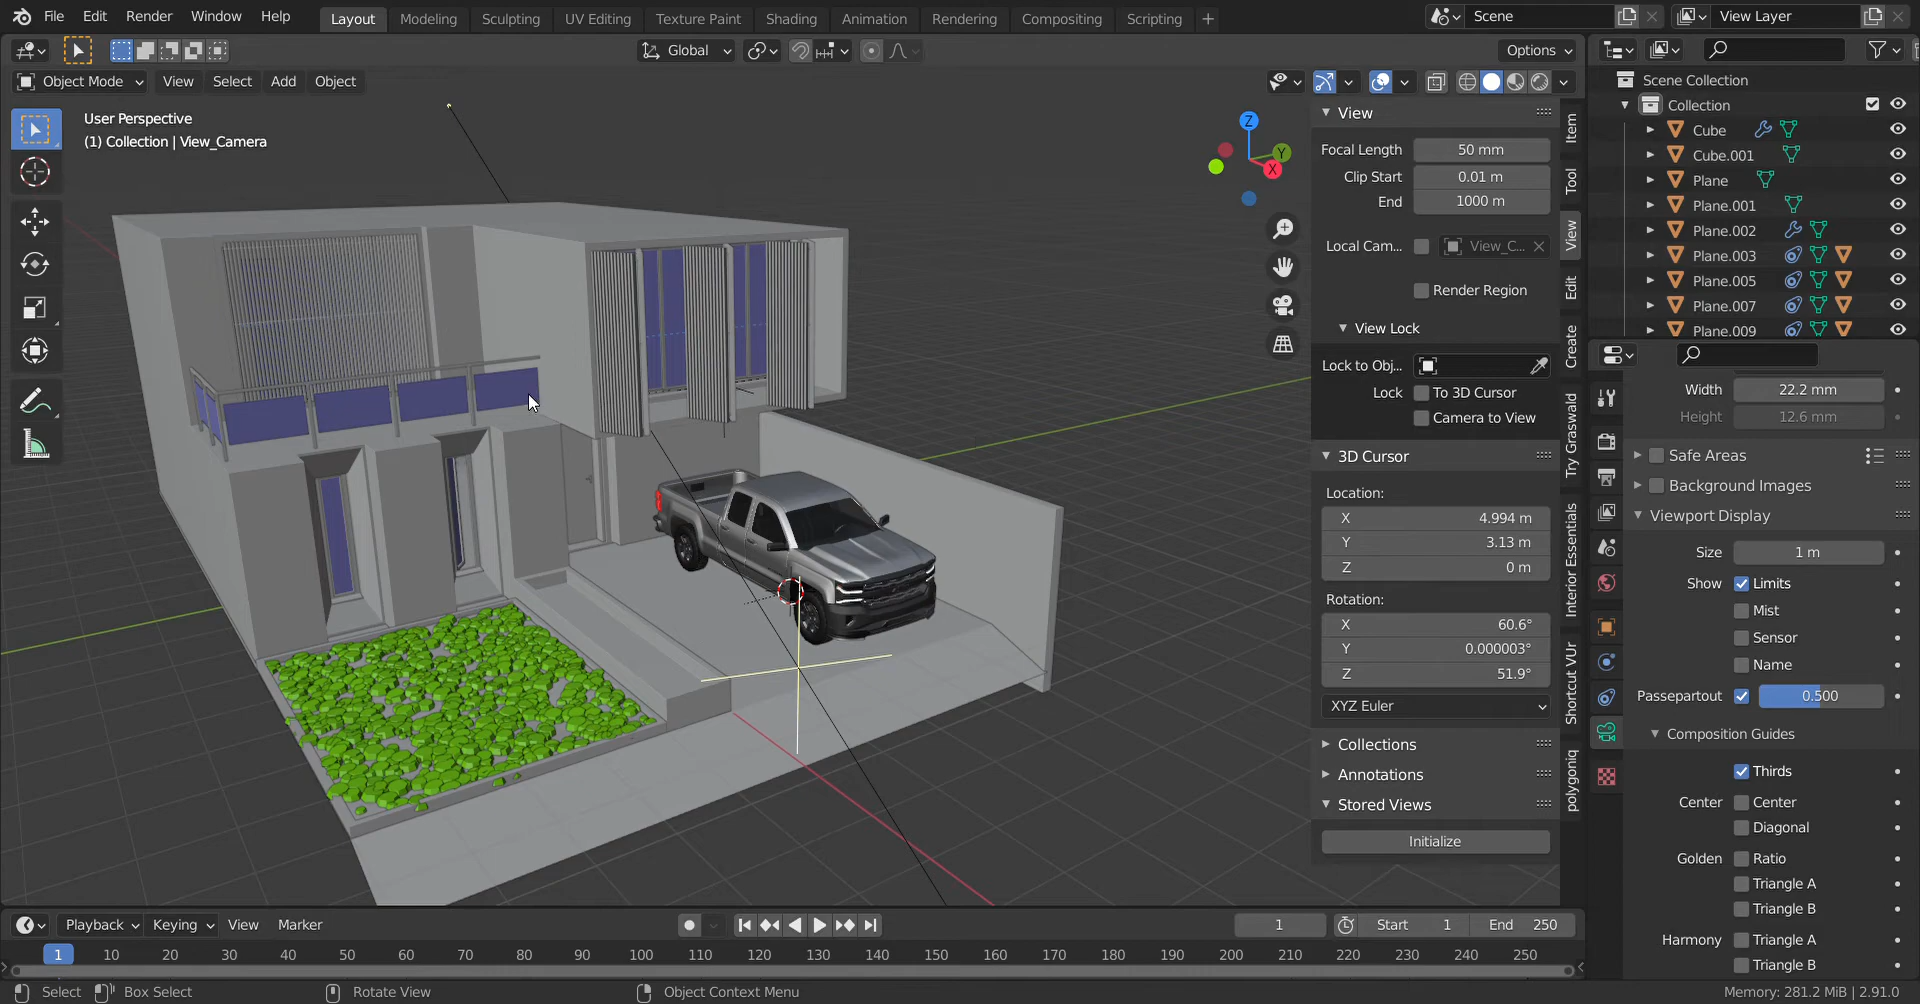 File Edit Render Window Help Layout Modeling Sculpting UV Editing Texture Paint Shading Animation Rendering Compositing Scripting + Scene View Layer
Global Options
Object Mode View Select Add Object
User Perspective
(1) Collection | View_Camera
Z
Y
X
View
Focal Length 50 mm
Clip Start 0.01 m
End 1000 m
Local Cam... View_C...
Render Region
View Lock
Lock to Obj...
Lock To 3D Cursor
Camera to View
3D Cursor
Location:
X 4.994 m
Y 3.13 m
Z 0 m
Rotation:
X 60.6°
Y 0.000003°
Z 51.9°
XYZ Euler
Collections
Annotations
Stored Views
Initialize
Item
Tool
View
Edit
Create
Try Graswald
Interior Essentials
Shortcut VUr
polygoniq
Scene Collection
Collection
Cube
Cube.001
Plane
Plane.001
Plane.002
Plane.003
Plane.005
Plane.007
Plane.009
Width 22.2 mm
Height 12.6 mm
Safe Areas
Background Images
Viewport Display
Size 1 m
Show Limits
Mist
Sensor
Name
Passepartout 0.500
Composition Guides
Thirds
Center Center
Diagonal
Golden Ratio
Triangle A
Triangle B
Harmony Triangle A
Triangle B
Playback Keying View Marker 1 Start 1 End 250
1 10 20 30 40 50 60 70 80 90 100 110 120 130 140 150 160 170 180 190 200 210 220 230 240 250
Select Box Select Rotate View Object Context Menu Memory: 281.2 MiB | 2.91.0